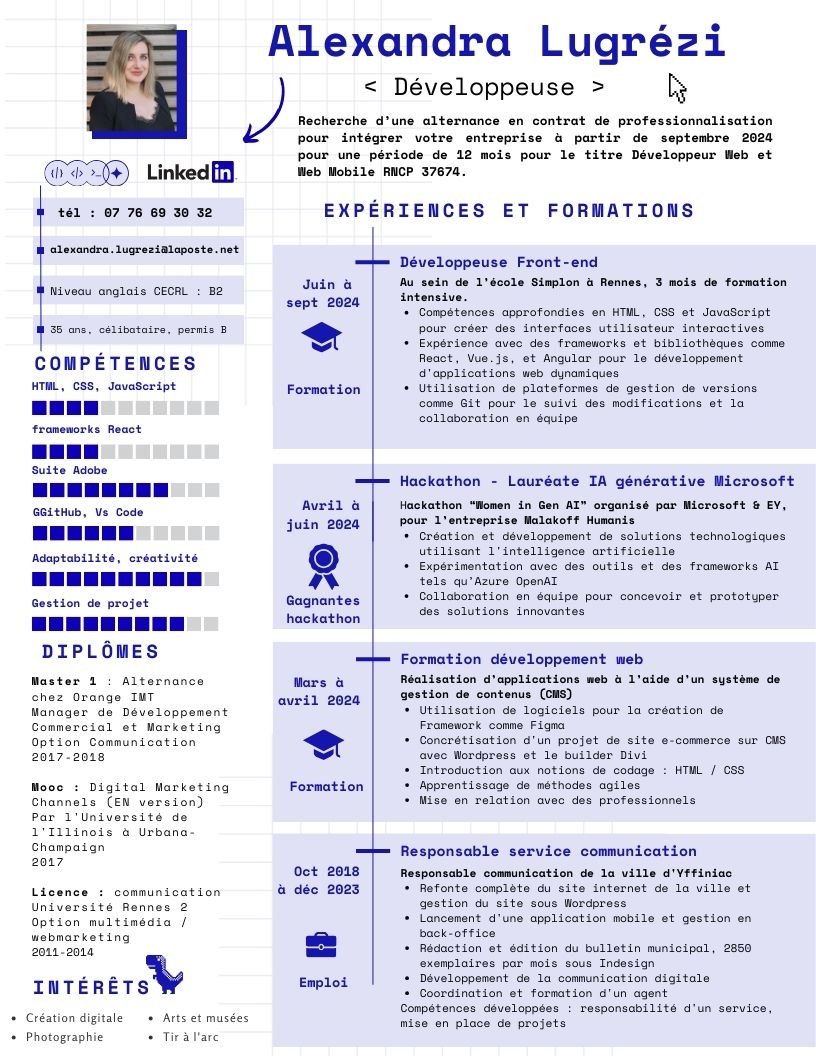 Alexandra Lugrézi
< Développeuse >
Recherche d'une alternance en contrat de professionnalisation
pour intégrer votre entreprise à partir de septembre 2024
pour une période de 12 mois pour le titre Développeur Web et
Web Mobile RNCP 37674.
LinkedIn
tél : 07 76 69 30 32
alexandra.lugrezi@laposte.net
Niveau anglais CECRL : B2
35 ans, célibataire, permis B
COMPÉTENCES
HTML, CSS, JavaScript
frameworks React
Suite Adobe
GGitHub, Vs Code
Adaptabilité, créativité
Gestion de projet
DIPLÔMES
Master 1 : Alternance
chez Orange IMT
Manager de Développement
Commercial et Marketing
Option Communication
2017-2018
Mooc : Digital Marketing
Channels (EN version)
Par l'Université de
l'Illinois à Urbana-
Champaign
2017
Licence : communication
Université Rennes 2
Option multimédia /
webmarketing
2011-2014
INTÉRÊTS
• Création digitale
• Photographie
• Arts et musées
• Tir à l'arc
EXPÉRIENCES ET FORMATIONS
Juin à
sept 2024
Formation
Développeuse Front-end
Au sein de l'école Simplon à Rennes, 3 mois de formation
intensive.
• Compétences approfondies en HTML, CSS et JavaScript
pour créer des interfaces utilisateur interactives
• Expérience avec des frameworks et bibliothèques comme
React, Vue.js, et Angular pour le développement
d'applications web dynamiques
• Utilisation de plateformes de gestion de versions
comme Git pour le suivi des modifications et la
collaboration en équipe
Avril à
juin 2024
Gagnantes
hackathon
Hackathon - Lauréate IA générative Microsoft
Hackathon “Women in Gen AI” organisé par Microsoft & EY,
pour l'entreprise Malakoff Humanis
• Création et développement de solutions technologiques
utilisant l'intelligence artificielle
• Expérimentation avec des outils et des frameworks AI
tels qu'Azure OpenAI
• Collaboration en équipe pour concevoir et prototyper
des solutions innovantes
Mars à
avril 2024
Formation
Formation développement web
Réalisation d'applications web à l'aide d'un système de
gestion de contenus (CMS)
• Utilisation de logiciels pour la création de
Framework comme Figma
• Concrétisation d'un projet de site e-commerce sur CMS
avec Wordpress et le builder Divi
• Introduction aux notions de codage : HTML / CSS
• Apprentissage de méthodes agiles
• Mise en relation avec des professionnels
Oct 2018
à déc 2023
Emploi
Responsable service communication
Responsable communication de la ville d'Yffiniac
• Refonte complète du site internet de la ville et
gestion du site sous Wordpress
• Lancement d'une application mobile et gestion en
back-office
• Rédaction et édition du bulletin municipal, 2850
exemplaires par mois sous Indesign
• Développement de la communication digitale
• Coordination et formation d'un agent
Compétences développées : responsabilité d'un service,
mise en place de projets